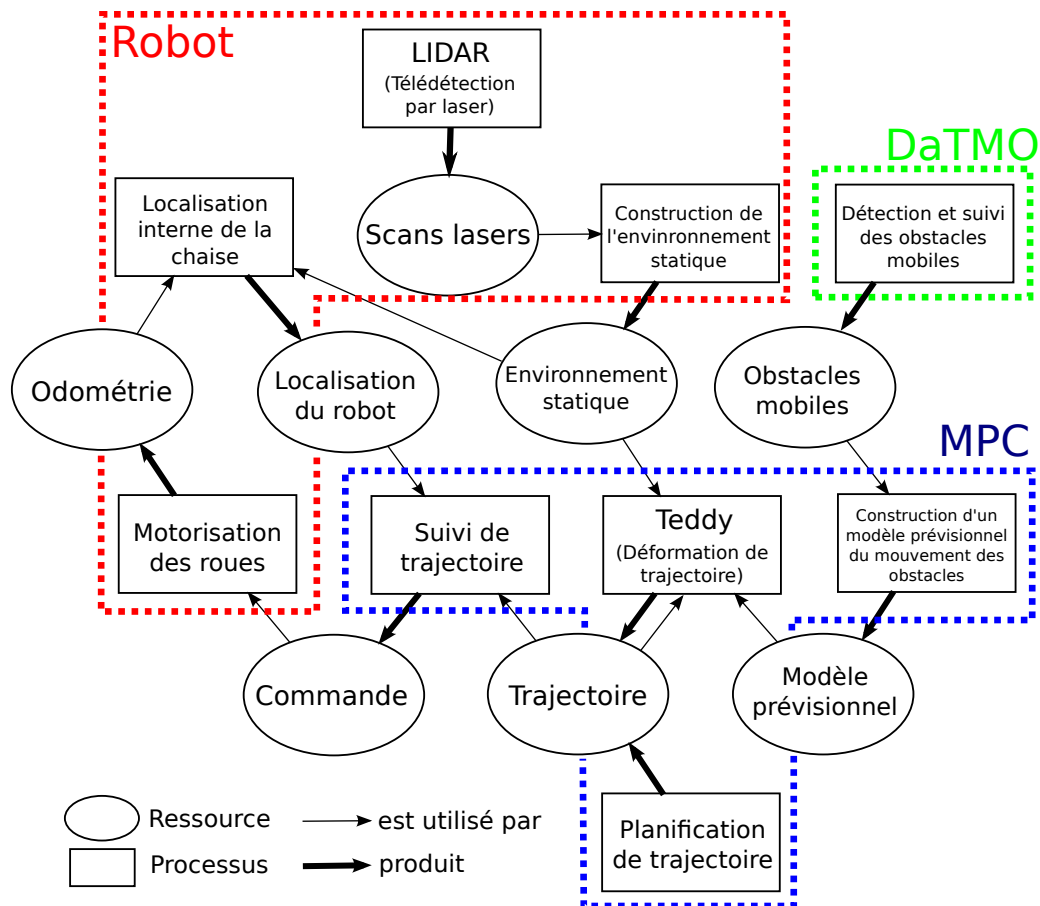 Robot
LIDAR
(Télédétection
par laser)
DaTMO
Localisation
interne de la
chaise
Scans lasers
Construction de
l'envinronnement
statique
Détection et suivi
des obstacles
mobiles
Odométrie
Localisation
du robot
Environnement
statique
Obstacles
mobiles
MPC
Motorisation
des roues
Suivi de
trajectoire
Teddy
(Déformation de
trajectoire)
Construction d'un
modèle prévisionnel
du mouvement des
obstacles
Commande
Trajectoire
Modèle
prévisionnel
Planification
de trajectoire
Ressource
est utilisé par
Processus
produit